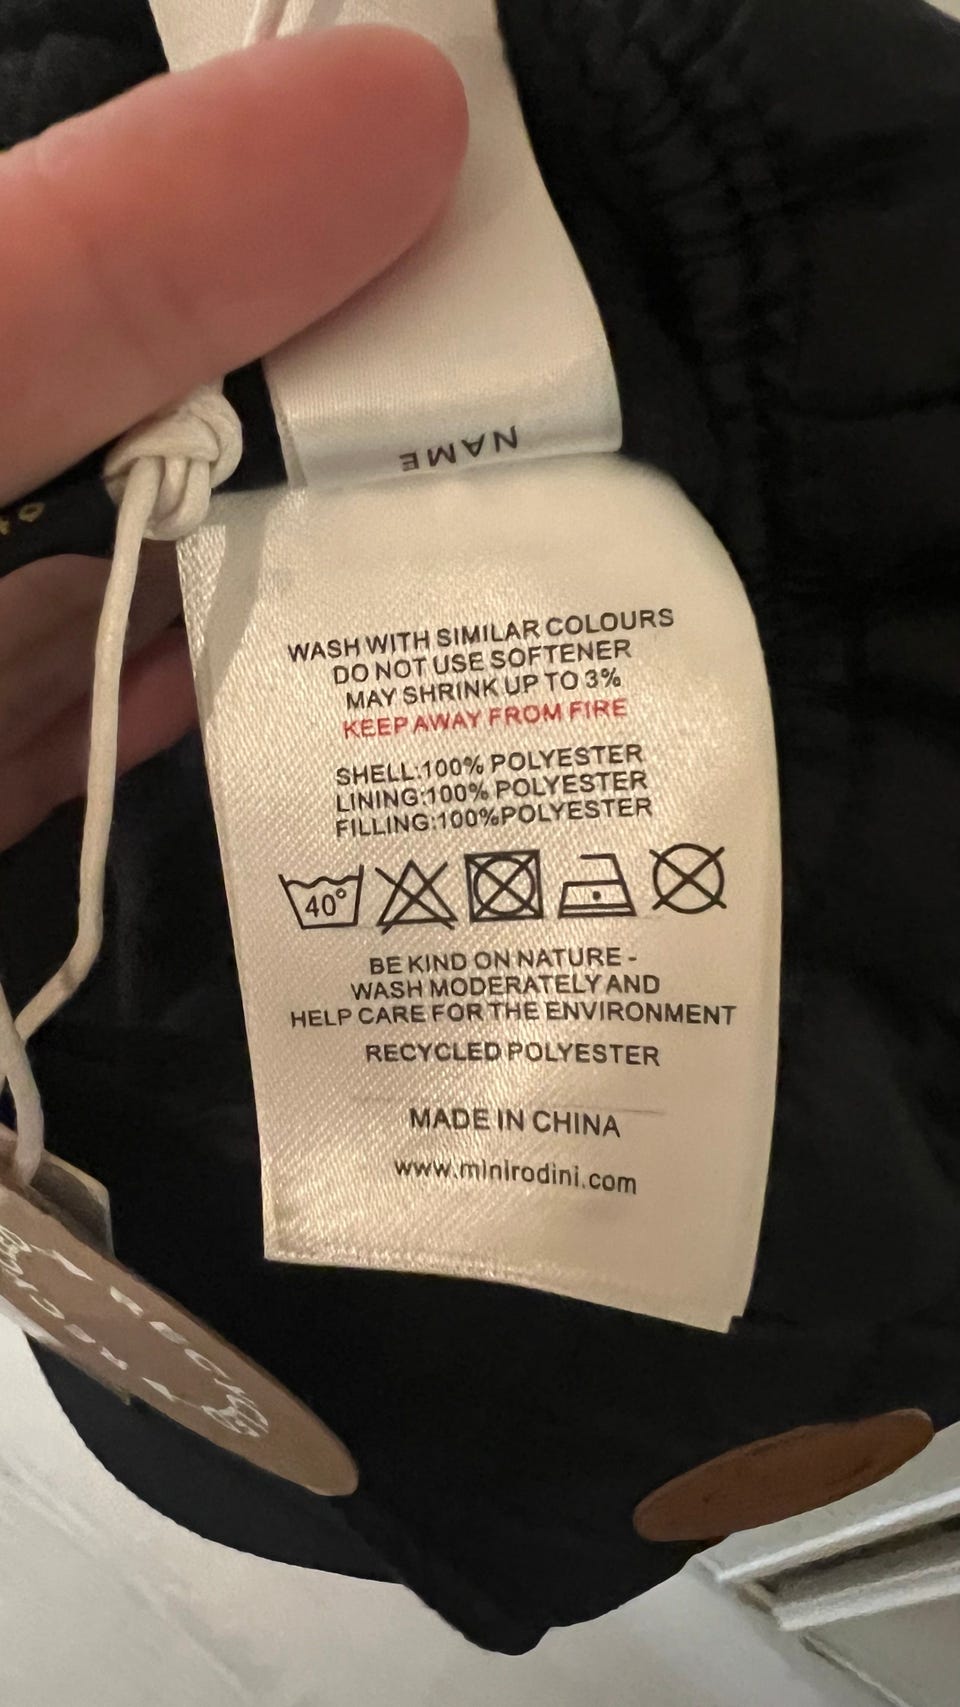 NAME
WASH WITH SIMILAR COLOURS
DO NOT USE SOFTENER
MAY SHRINK UP TO 3%
KEEP AWAY FROM FIRE
SHELL:100% POLYESTER
LINING:100% POLYESTER
FILLING:100%POLYESTER
40°
BE KIND ON NATURE -
WASH MODERATELY AND
HELP CARE FOR THE ENVIRONMENT
RECYCLED POLYESTER
MADE IN CHINA
www.minirodini.com